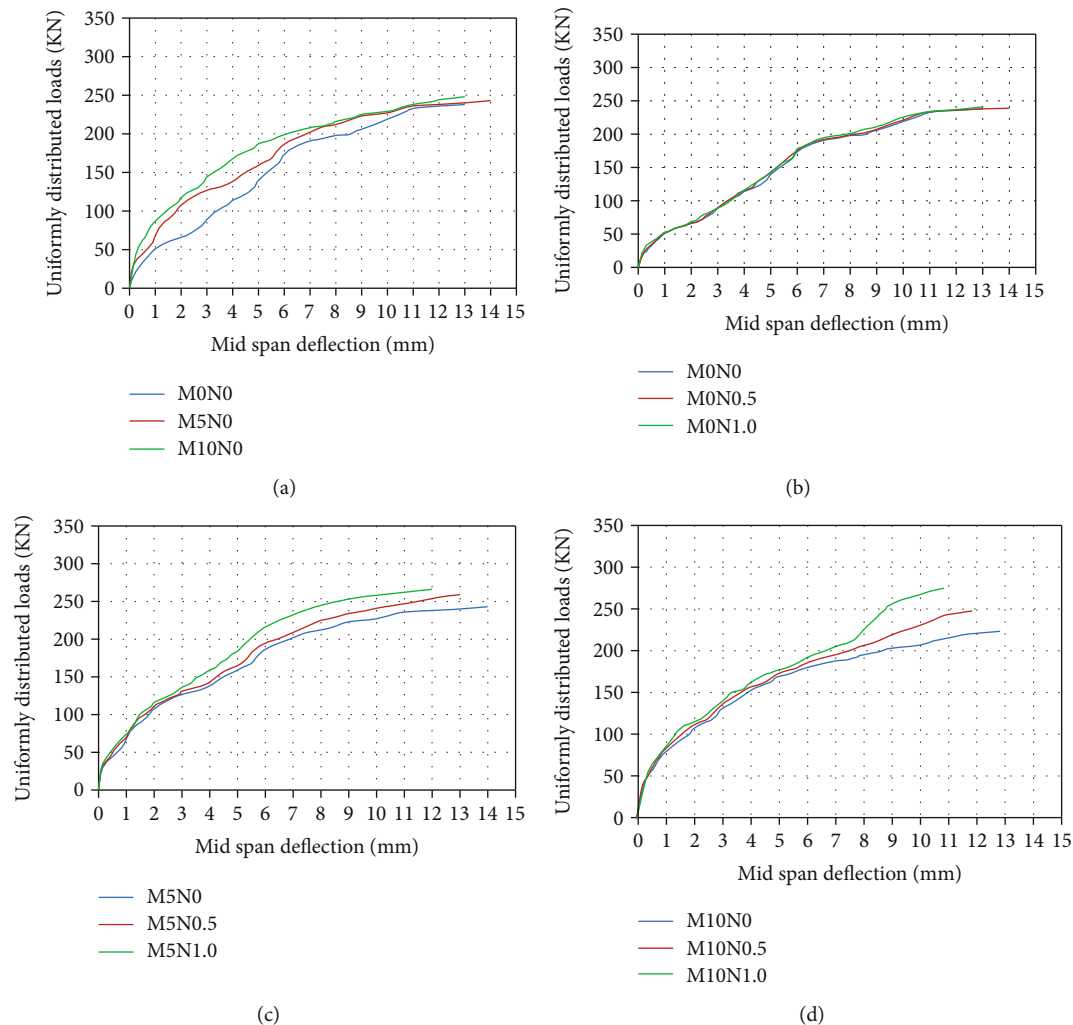 350
300
250
200
150
100
50
0
Uniformly distributed loads (KN)
0 1 2 3 4 5 6 7 8 9 10 11 12 13 14 15
Mid span deflection (mm)
M0N0
M5N0
M10N0
(a)
350
300
250
200
150
100
50
0
Uniformly distributed loads (KN)
0 1 2 3 4 5 6 7 8 9 10 11 12 13 14 15
Mid span deflection (mm)
M0N0
M0N0.5
M0N1.0
(b)
350
300
250
200
150
100
50
0
Uniformly distributed loads (KN)
0 1 2 3 4 5 6 7 8 9 10 11 12 13 14 15
Mid span deflection (mm)
M5N0
M5N0.5
M5N1.0
(c)
350
300
250
200
150
100
50
0
Uniformly distributed loads (KN)
0 1 2 3 4 5 6 7 8 9 10 11 12 13 14 15
Mid span deflection (mm)
M10N0
M10N0.5
M10N1.0
(d)